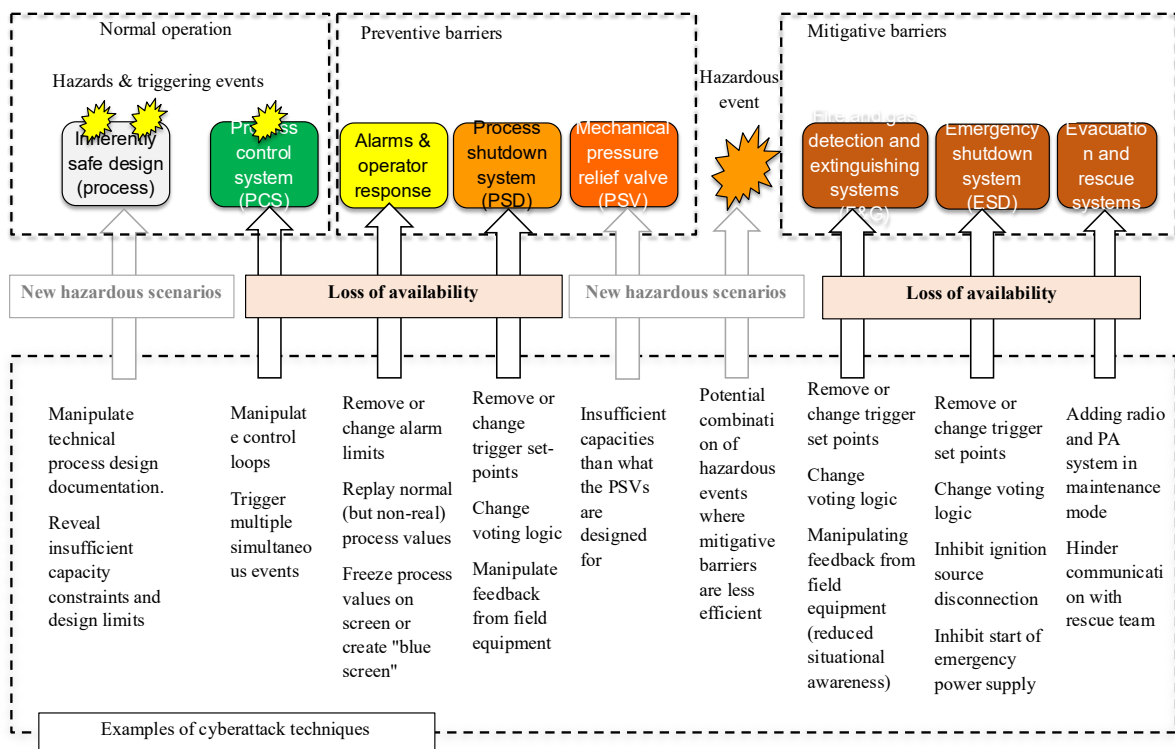 Normal operation
Preventive barriers
Mitigative barriers
Hazards & triggering events
Hazardous
event
Inherently
safe design
(process)
Process
control
system
(PCS)
Alarms &
operator
response
Process
shutdown
system
(PSD)
Mechanical
pressure
relief valve
(PSV)
Fire and gas
detection and
extinguishing
systems
(F&G)
Emergency
shutdown
system
(ESD)
Evacuatio
n and
rescue
systems
New hazardous scenarios
Loss of availability
New hazardous scenarios
Loss of availability
Manipulate
technical
process design
documentation.
Reveal
insufficient
capacity
constraints and
design limits
Manipulat
e control
loops
Trigger
multiple
simultaneo
us events
Remove or
change alarm
limits
Replay normal
(but non-real)
process values
Freeze process
values on
screen or
create "blue
screen"
Remove or
change
trigger set-
points
Change
voting logic
Manipulate
feedback
from field
equipment
Insufficient
capacities
than what
the PSVs
are
designed
for
Potential
combinati
on of
hazardous
events
where
mitigative
barriers
are less
efficient
Remove or
change trigger
set points
Change
voting logic
Manipulating
feedback from
field
equipment
(reduced
situational
awareness)
Remove or
change trigger
set points
Change voting
logic
Inhibit ignition
source
disconnection
Inhibit start of
emergency
power supply
Adding radio
and PA
system in
maintenance
mode
Hinder
communicati
on with
rescue team
Examples of cyberattack techniques